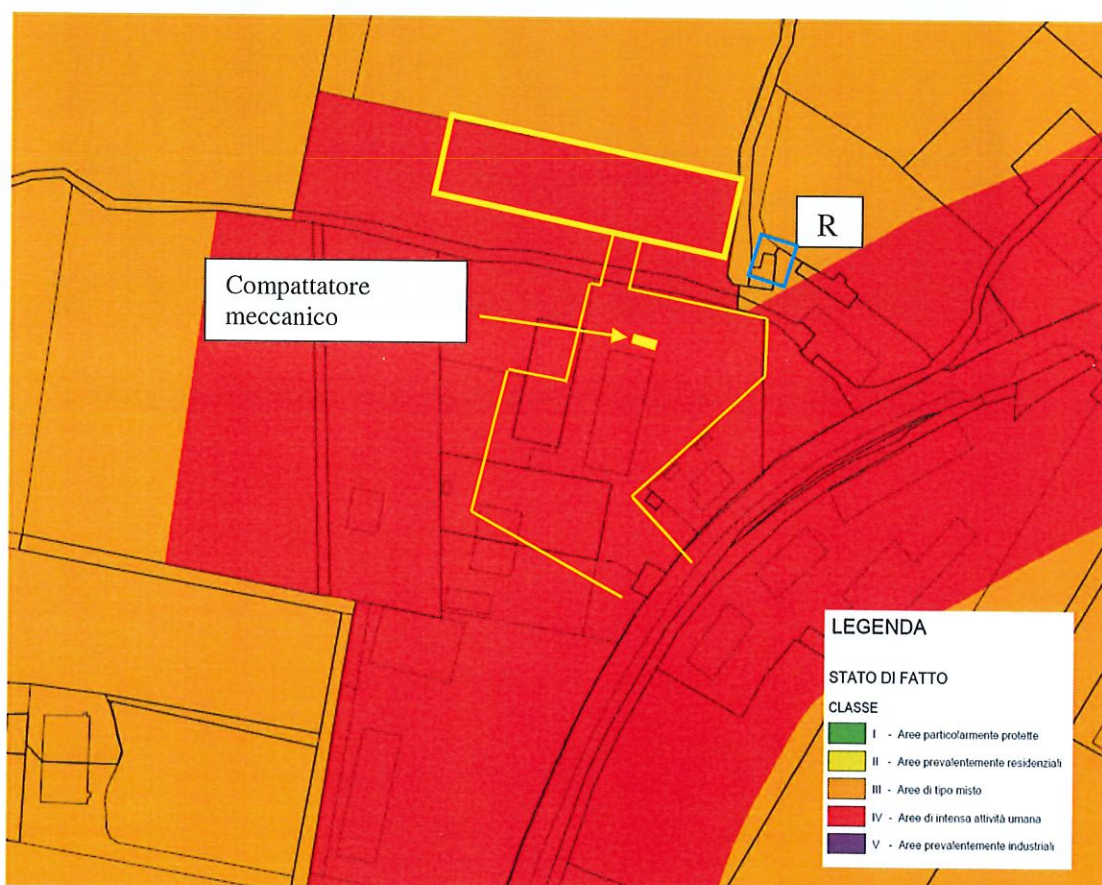 R
Compattatore
meccanico
LEGENDA
STATO DI FATTO
CLASSE
I - Aree particolarmente protette
II - Aree prevalentemente residenziali
III - Aree di tipo misto
IV - Aree di intensa attività umana
V - Aree prevalentemente industriali